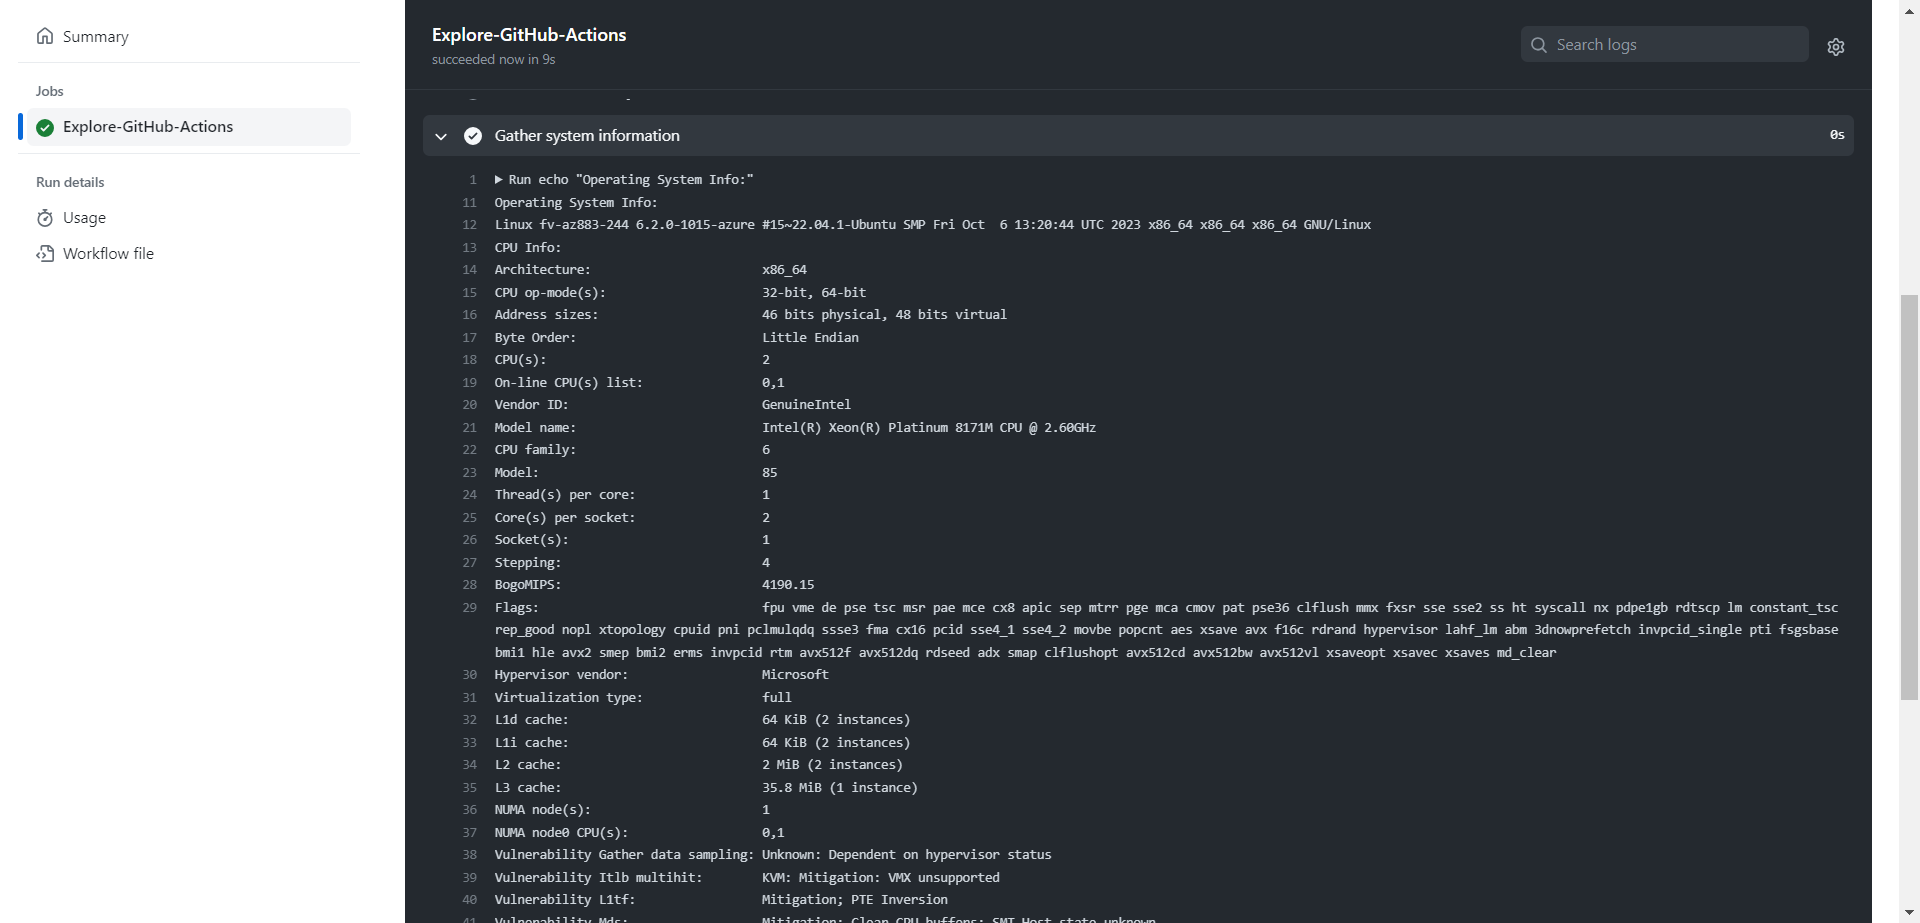 Summary
Jobs
Explore-GitHub-Actions
Run details
Usage
Workflow file
Explore-GitHub-Actions
succeeded now in 9s
Search logs
Gather system information 0s
1 Run echo "Operating System Info:"
11 Operating System Info:
12 Linux fv-az883-244 6.2.0-1015-azure #15~22.04.1-Ubuntu SMP Fri Oct  6 13:20:44 UTC 2023 x86_64 x86_64 x86_64 GNU/Linux
13 CPU Info:
14 Architecture: x86_64
15 CPU op-mode(s): 32-bit, 64-bit
16 Address sizes: 46 bits physical, 48 bits virtual
17 Byte Order: Little Endian
18 CPU(s): 2
19 On-line CPU(s) list: 0,1
20 Vendor ID: GenuineIntel
21 Model name: Intel(R) Xeon(R) Platinum 8171M CPU @ 2.60GHz
22 CPU family: 6
23 Model: 85
24 Thread(s) per core: 1
25 Core(s) per socket: 2
26 Socket(s): 1
27 Stepping: 4
28 BogoMIPS: 4190.15
29 Flags: fpu vme de pse tsc msr pae mce cx8 apic sep mtrr pge mca cmov pat pse36 clflush mmx fxsr sse sse2 ss ht syscall nx pdpe1gb rdtscp lm constant_tsc
rep_good nopl xtopology cpuid pni pclmulqdq ssse3 fma cx16 pcid sse4_1 sse4_2 movbe popcnt aes xsave avx f16c rdrand hypervisor lahf_lm abm 3dnowprefetch invpcid_single pti fsgsbase
bmi1 hle avx2 smep bmi2 erms invpcid rtm avx512f avx512dq rdseed adx smap clflushopt avx512cd avx512bw avx512vl xsaveopt xsavec xsaves md_clear
30 Hypervisor vendor: Microsoft
31 Virtualization type: full
32 L1d cache: 64 KiB (2 instances)
33 L1i cache: 64 KiB (2 instances)
34 L2 cache: 2 MiB (2 instances)
35 L3 cache: 35.8 MiB (1 instance)
36 NUMA node(s): 1
37 NUMA node0 CPU(s): 0,1
38 Vulnerability Gather data sampling: Unknown: Dependent on hypervisor status
39 Vulnerability Itlb multihit: KVM: Mitigation: VMX unsupported
40 Vulnerability L1tf: Mitigation; PTE Inversion
41 Vulnerability Mds: Mitigation; Clear CPU buffers; SMT Host state unknown